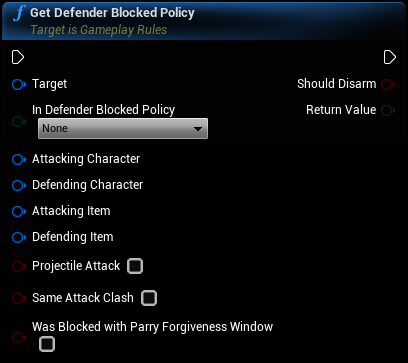 f Get Defender Blocked Policy
Target is Gameplay Rules
Target
Should Disarm
In Defender Blocked Policy
Return Value
None
Attacking Character
Defending Character
Attacking Item
Defending Item
Projectile Attack
Same Attack Clash
Was Blocked with Parry Forgiveness Window